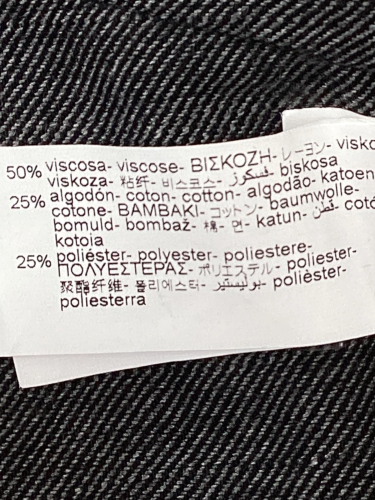 50% viscosa- viscose- ΒΙΣΚΟΖΗ- レーヨン- visko
viskoza- 粘纤- 비스코스- فسكوز- biskosa
25% algodón- coton- cotton- algodão- katoen
cotone- BAMBAKI- コットン- baumwolle-
bomuld- bombaž- 棉- 면- katun- قطن- cotó
kotoia
25% poliéster- polyester- poliestere-
ΠΟΛΥΕΣΤΕΡΑΣ- ポリエステル- poliester-
聚酯纤维- 폴리에스터- بوليستير- polièster-
poliesterra